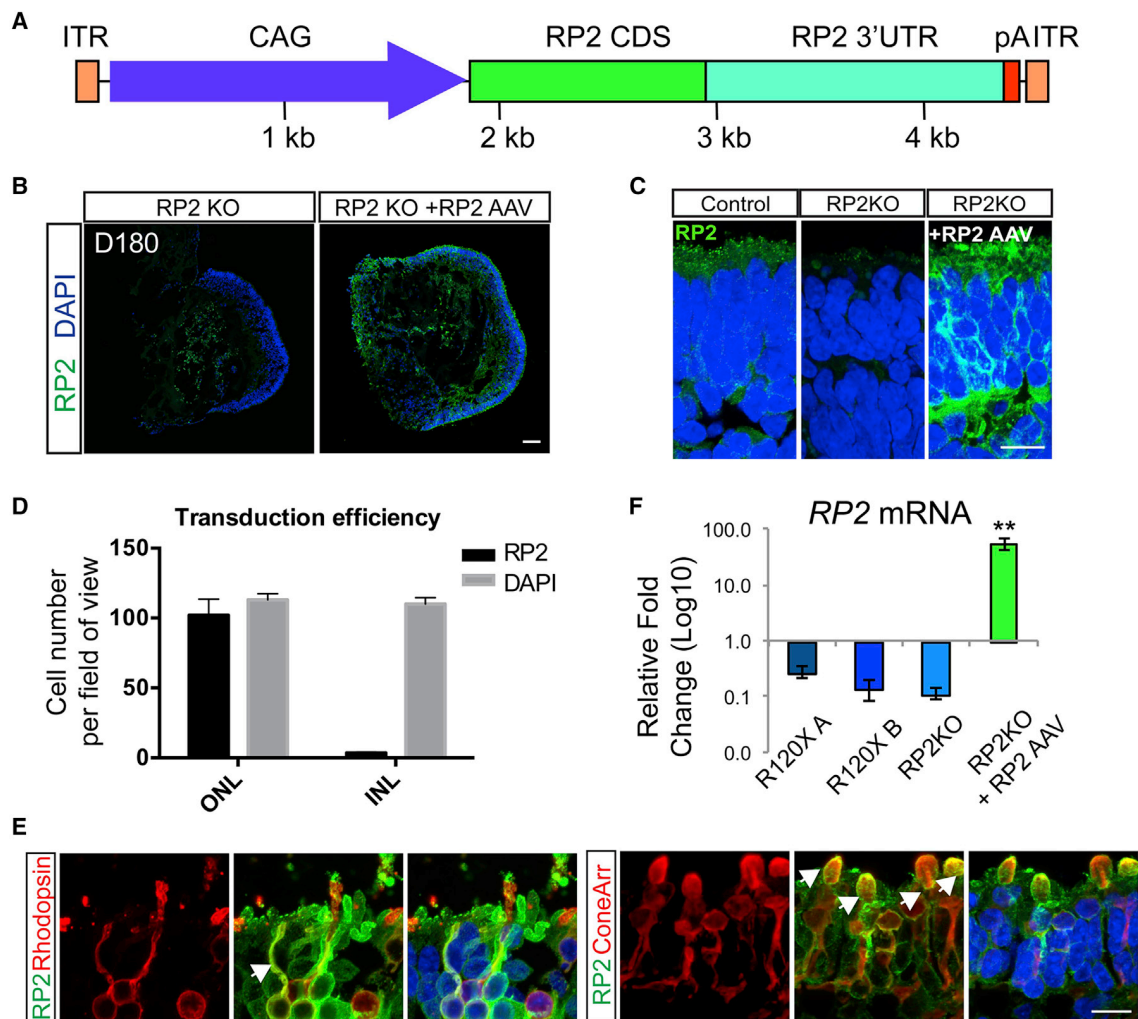 A
ITR CAG RP2 CDS RP2 3'UTR pA ITR
1 kb 2 kb 3 kb 4 kb
B
RP2 KO RP2 KO +RP2 AAV
D180
RP2 DAPI
C
Control RP2KO RP2KO
RP2 +RP2 AAV
D
Transduction efficiency
150
100
50
0
Cell number
per field of view
RP2
DAPI
ONL INL
F
RP2 mRNA
100.0
10.0
1.0
0.1
0.0
Relative Fold
Change (Log10)
**
R120X A
R120X B
RP2KO
RP2KO
+ RP2 AAV
E
RP2 Rhodopsin
RP2 ConeArr